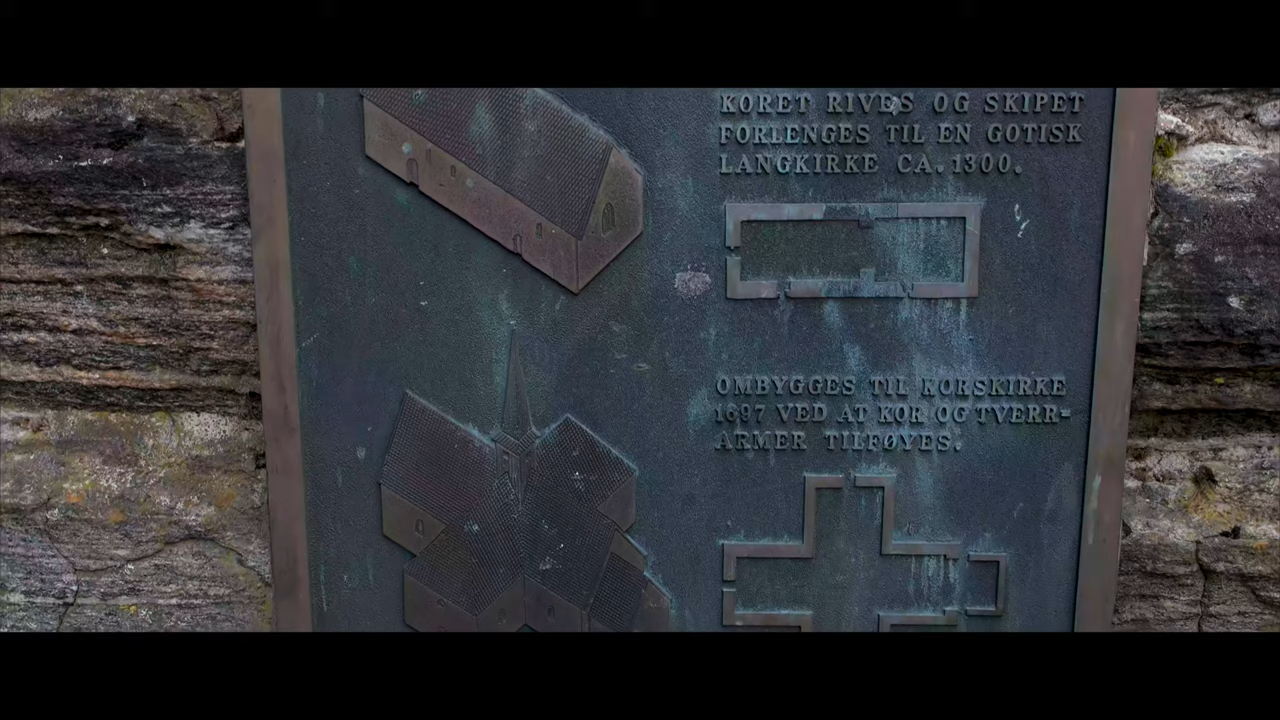 KORET RIVES OG SKIPET
FORLENGES TIL EN GOTISK
LANGKIRKE CA. 1300.
OMBYGGES TIL KORSKIRKE
1697 VED AT KOR OG TVERR-
ARMER TILFØYES.